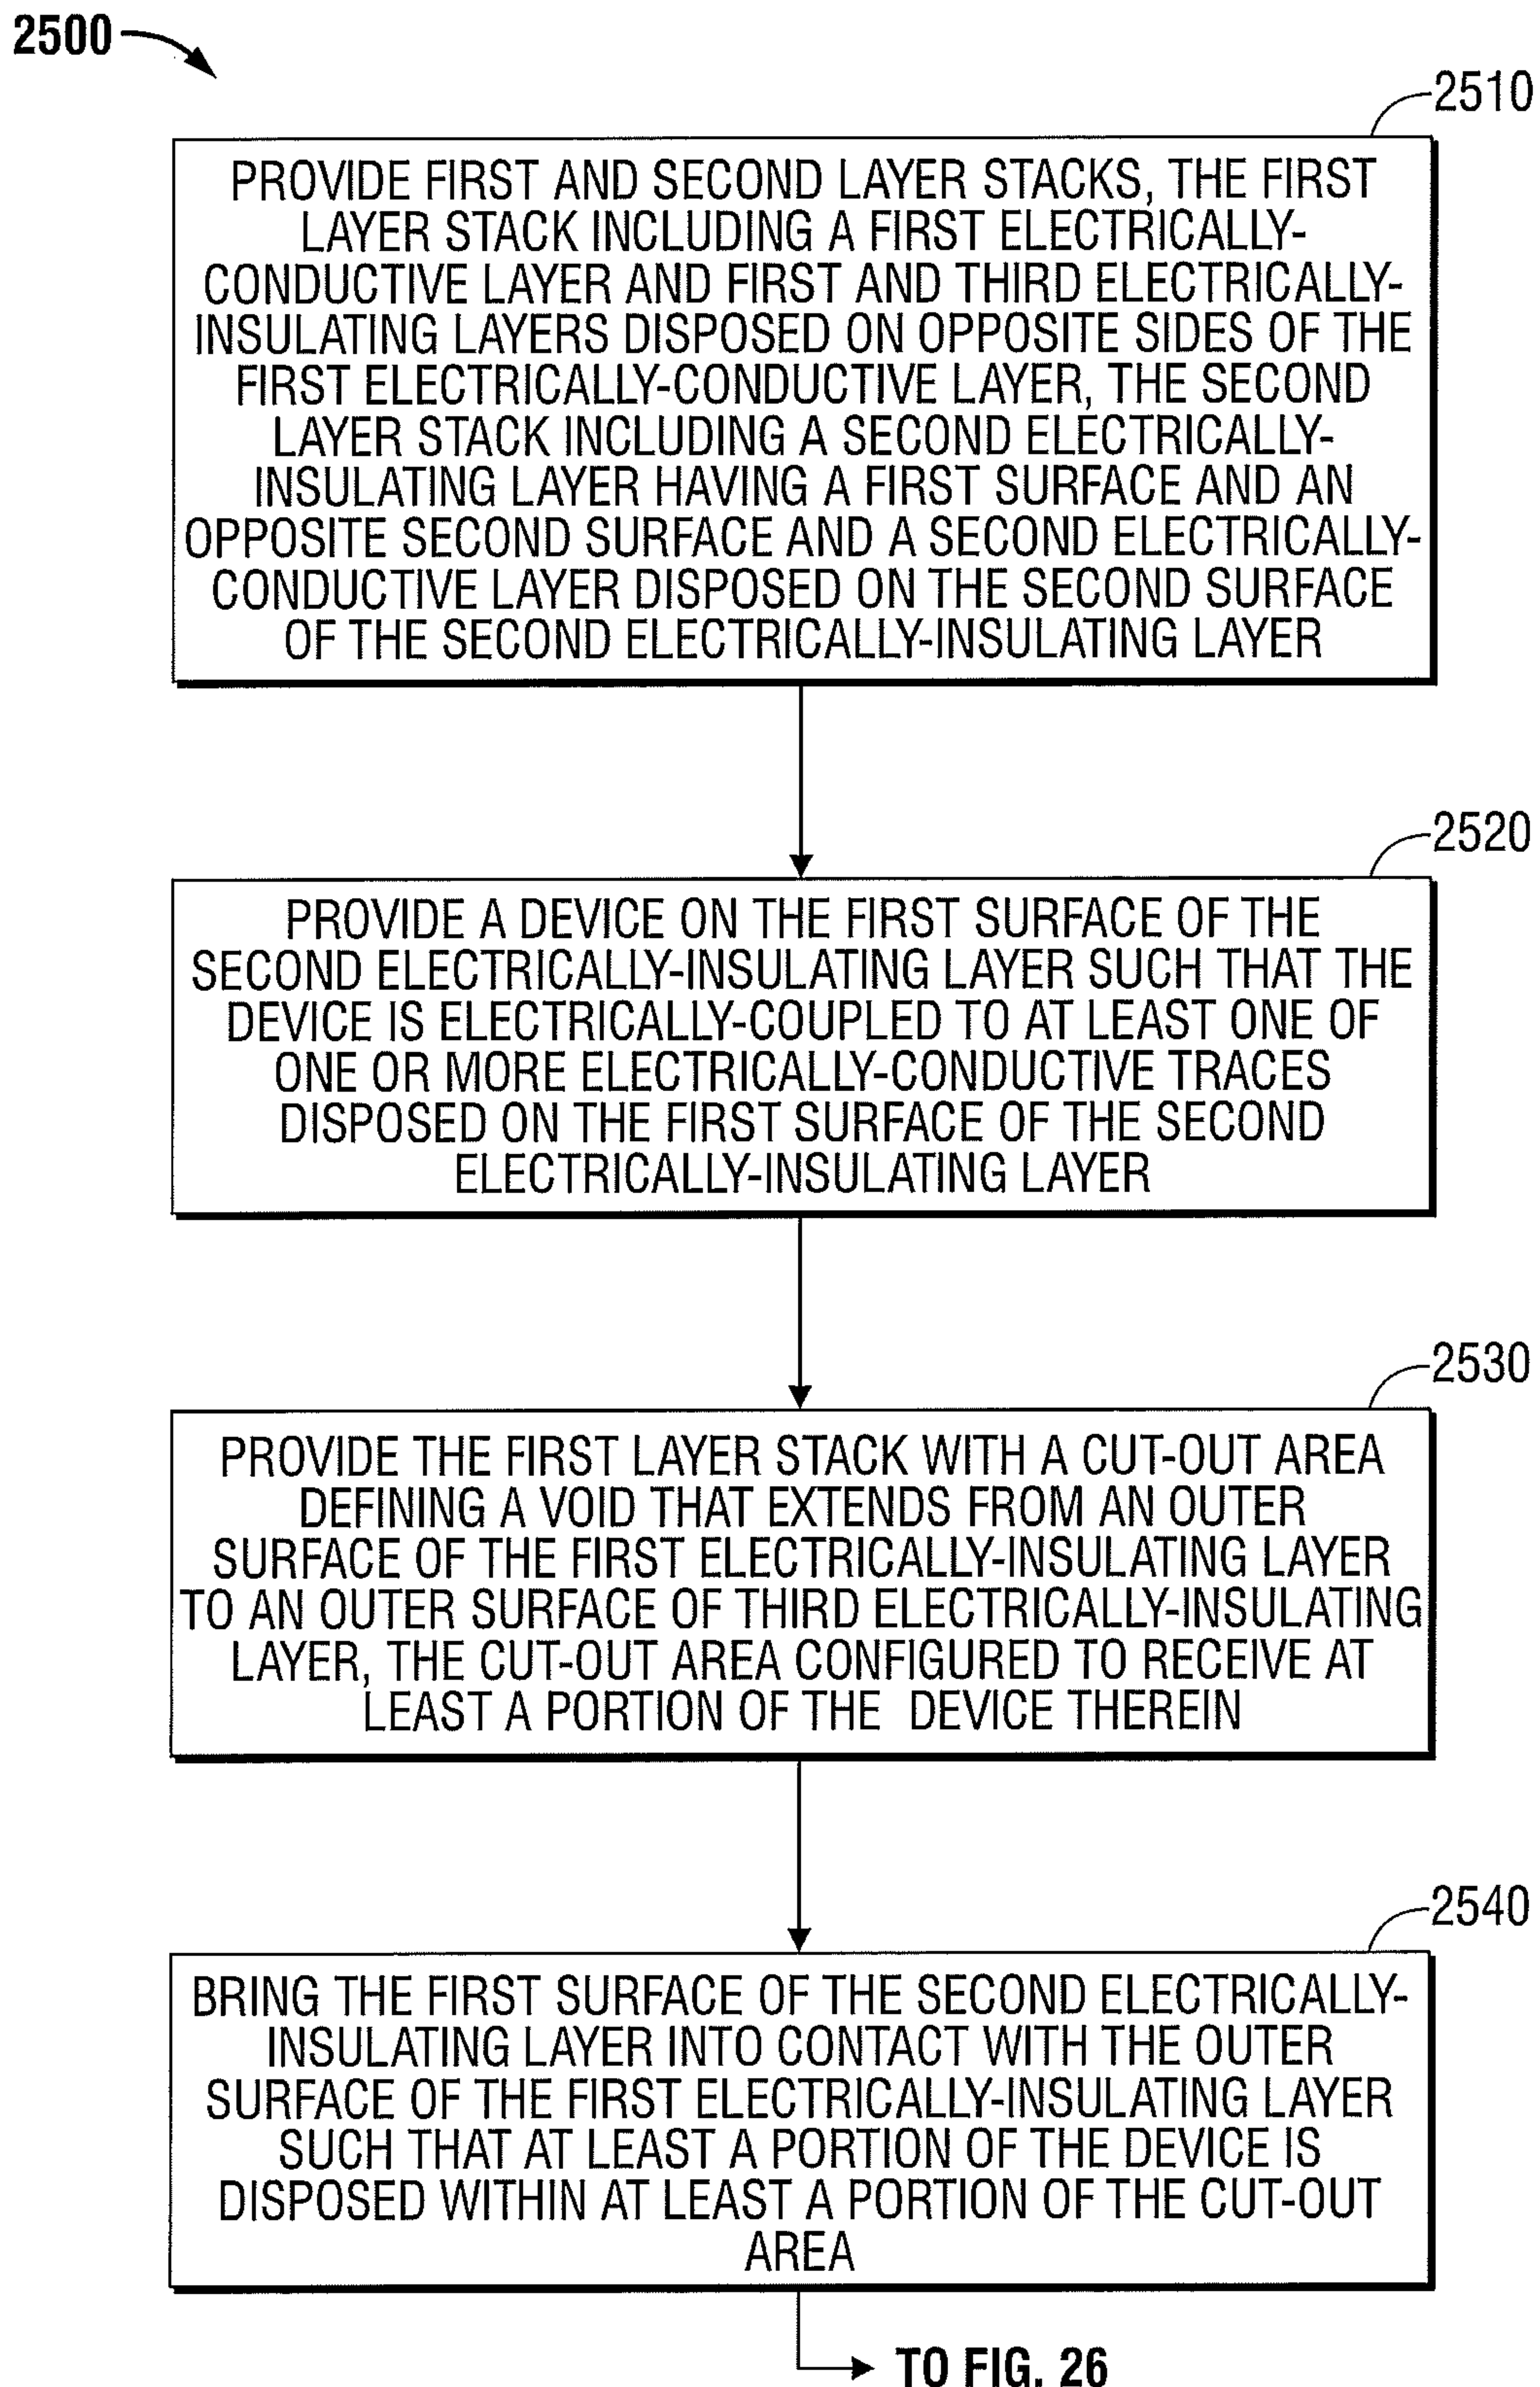 2500
2510
PROVIDE FIRST AND SECOND LAYER STACKS, THE FIRST
LAYER STACK INCLUDING A FIRST ELECTRICALLY-
CONDUCTIVE LAYER AND FIRST AND THIRD ELECTRICALLY-
INSULATING LAYERS DISPOSED ON OPPOSITE SIDES OF THE
FIRST ELECTRICALLY-CONDUCTIVE LAYER, THE SECOND
LAYER STACK INCLUDING A SECOND ELECTRICALLY-
INSULATING LAYER HAVING A FIRST SURFACE AND AN
OPPOSITE SECOND SURFACE AND A SECOND ELECTRICALLY-
CONDUCTIVE LAYER DISPOSED ON THE SECOND SURFACE
OF THE SECOND ELECTRICALLY-INSULATING LAYER
2520
PROVIDE A DEVICE ON THE FIRST SURFACE OF THE
SECOND ELECTRICALLY-INSULATING LAYER SUCH THAT THE
DEVICE IS ELECTRICALLY-COUPLED TO AT LEAST ONE OF
ONE OR MORE ELECTRICALLY-CONDUCTIVE TRACES
DISPOSED ON THE FIRST SURFACE OF THE SECOND
ELECTRICALLY-INSULATING LAYER
2530
PROVIDE THE FIRST LAYER STACK WITH A CUT-OUT AREA
DEFINING A VOID THAT EXTENDS FROM AN OUTER
SURFACE OF THE FIRST ELECTRICALLY-INSULATING LAYER
TO AN OUTER SURFACE OF THIRD ELECTRICALLY-INSULATING
LAYER, THE CUT-OUT AREA CONFIGURED TO RECEIVE AT
LEAST A PORTION OF THE DEVICE THEREIN
2540
BRING THE FIRST SURFACE OF THE SECOND ELECTRICALLY-
INSULATING LAYER INTO CONTACT WITH THE OUTER
SURFACE OF THE FIRST ELECTRICALLY-INSULATING LAYER
SUCH THAT AT LEAST A PORTION OF THE DEVICE IS
DISPOSED WITHIN AT LEAST A PORTION OF THE CUT-OUT
AREA
TO FIG. 26